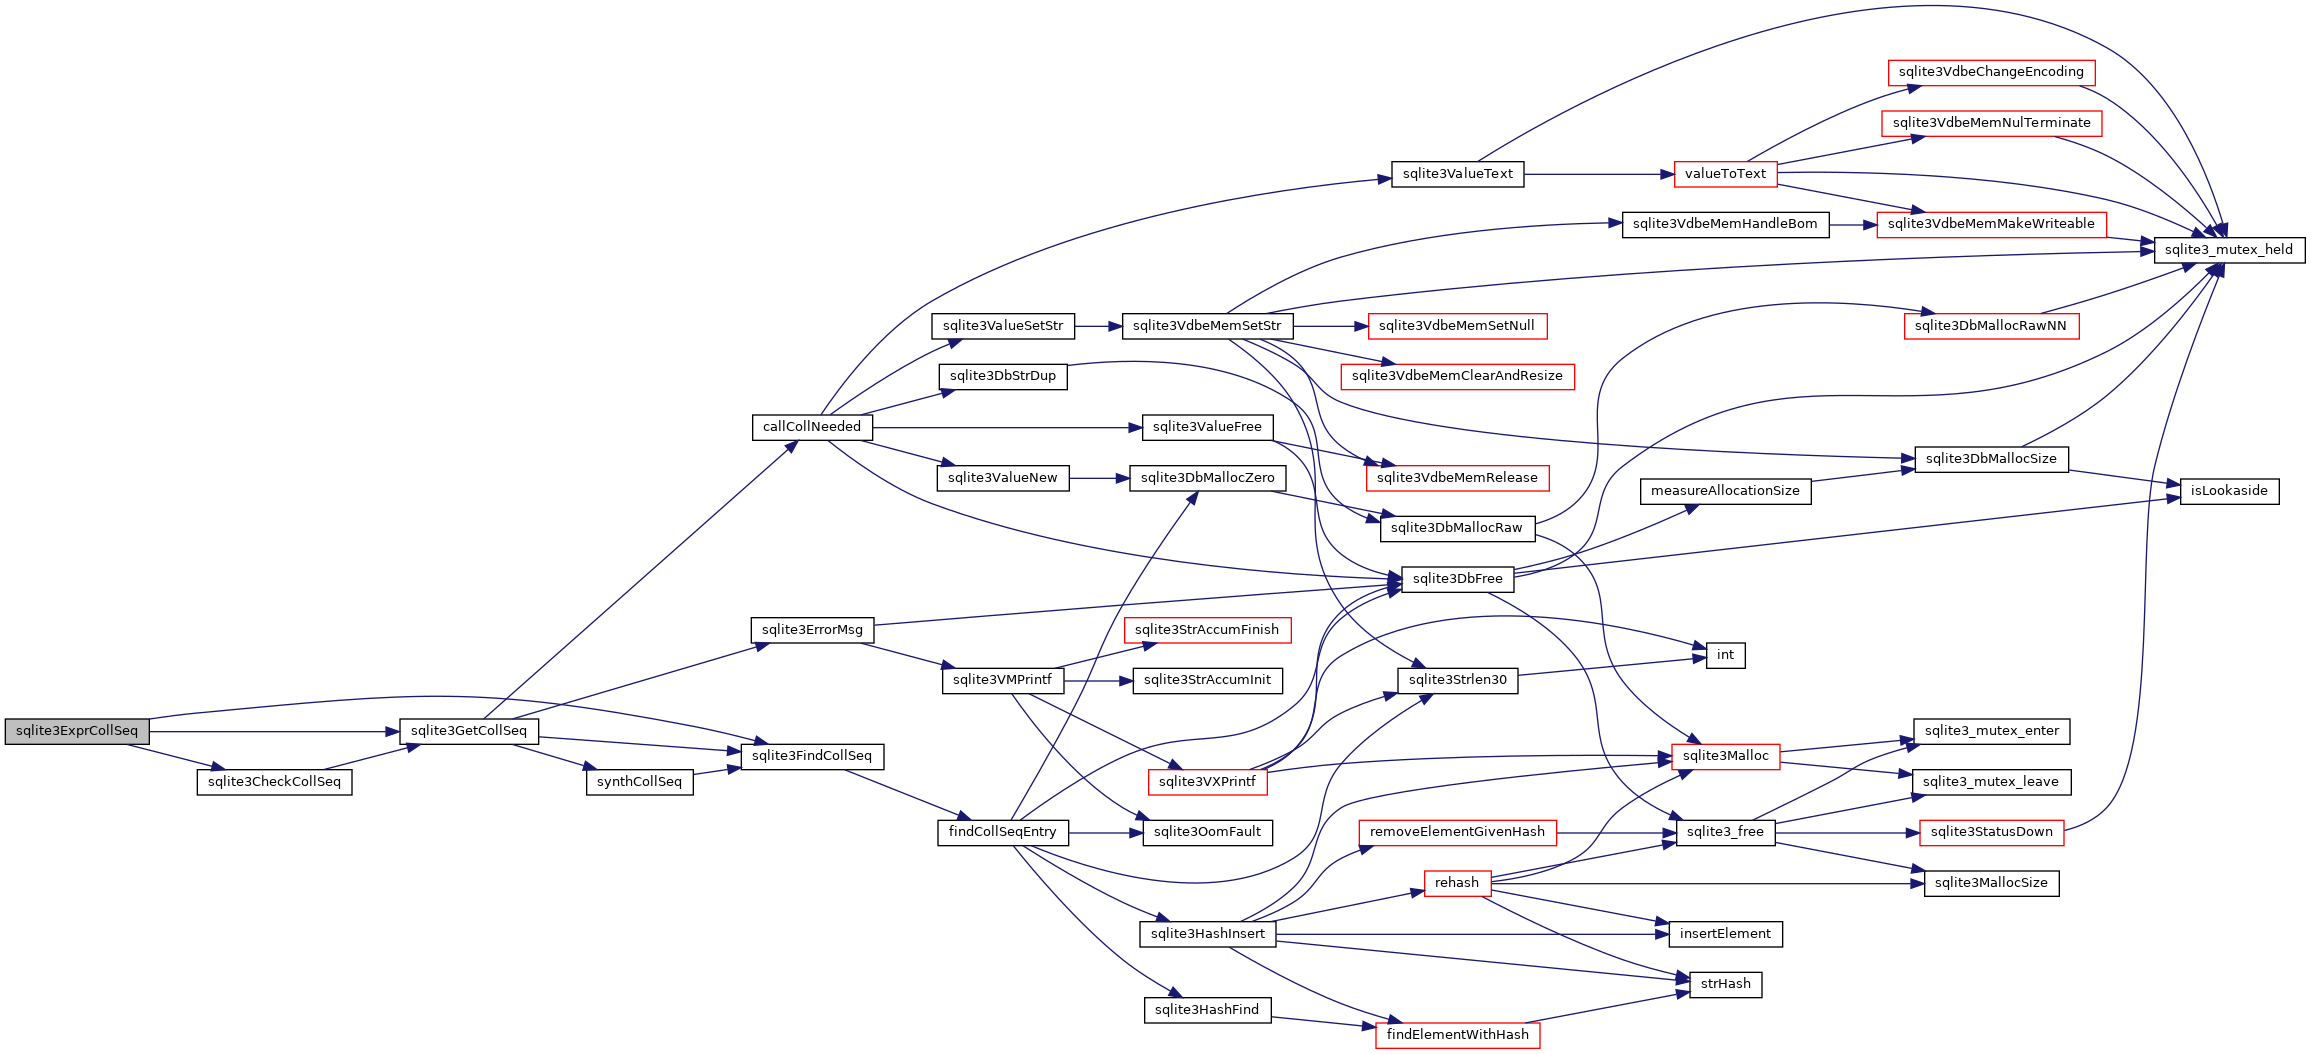 sqlite3VdbeChangeEncoding
sqlite3VdbeMemNulTerminate
sqlite3ValueText
valueToText
sqlite3VdbeMemHandleBom
sqlite3VdbeMemMakeWriteable
sqlite3_mutex_held
sqlite3ValueSetStr
sqlite3VdbeMemSetStr
sqlite3VdbeMemSetNull
sqlite3DbMallocRawNN
sqlite3DbStrDup
sqlite3VdbeMemClearAndResize
callCollNeeded
sqlite3ValueFree
sqlite3DbMallocSize
sqlite3ValueNew
sqlite3DbMallocZero
sqlite3VdbeMemRelease
measureAllocationSize
isLookaside
sqlite3DbMallocRaw
sqlite3DbFree
sqlite3ErrorMsg
sqlite3StrAccumFinish
int
sqlite3VMPrintf
sqlite3StrAccumInit
sqlite3Strlen30
sqlite3ExprCollSeq
sqlite3GetCollSeq
sqlite3_mutex_enter
sqlite3FindCollSeq
sqlite3Malloc
sqlite3CheckCollSeq
synthCollSeq
sqlite3VXPrintf
sqlite3_mutex_leave
findCollSeqEntry
sqlite3OomFault
removeElementGivenHash
sqlite3_free
sqlite3StatusDown
rehash
sqlite3MallocSize
sqlite3HashInsert
insertElement
strHash
sqlite3HashFind
findElementWithHash